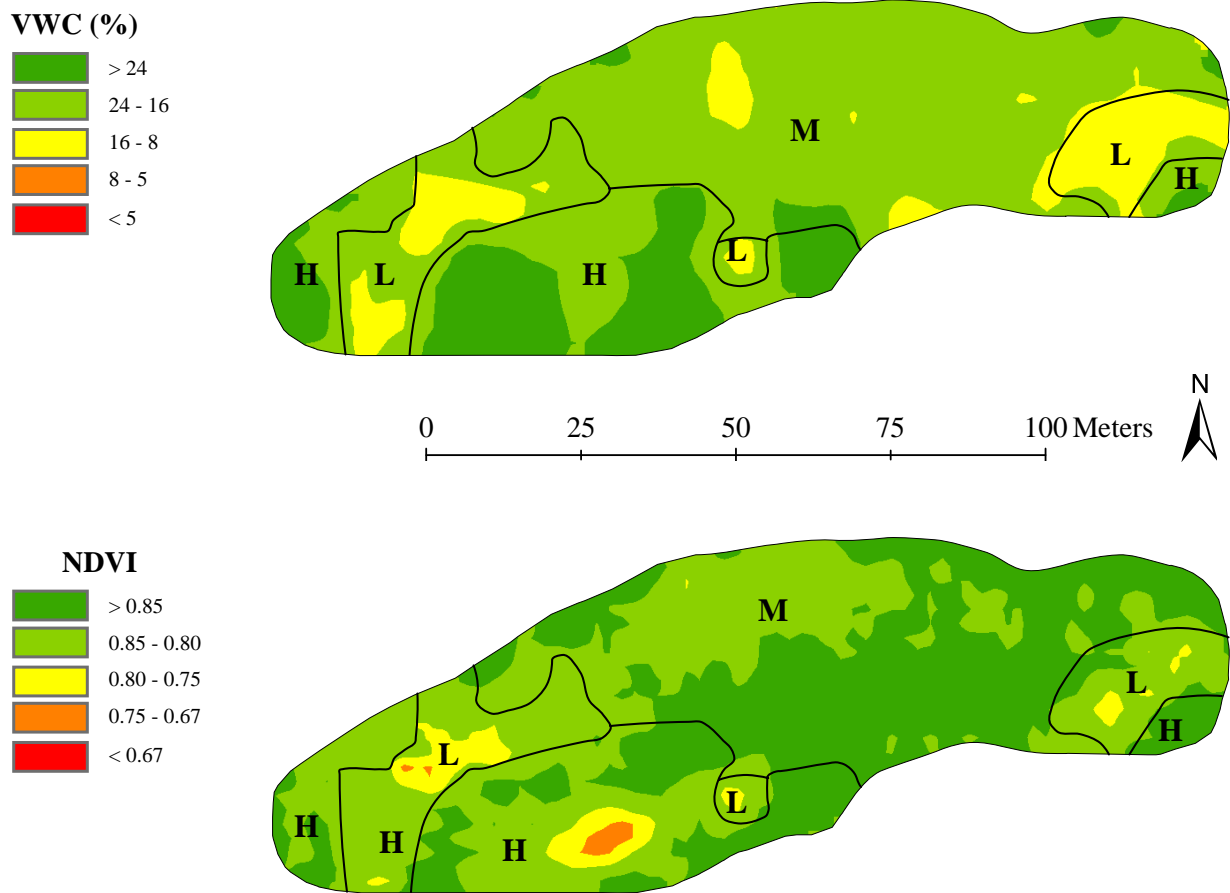 VWC (%)
> 24
24 - 16
16 - 8
8 - 5
< 5
M
L
H
H
L
H
L
N
0 25 50 75 100 Meters
NDVI
> 0.85
0.85 - 0.80
0.80 - 0.75
0.75 - 0.67
< 0.67
M
L
H
L
L
H
H
H